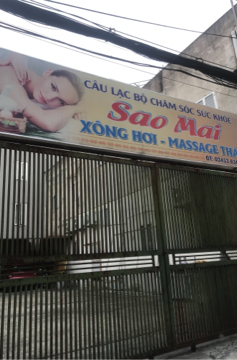 CÂU LẠC BỘ CHĂM SÓC SỨC KHỎE
Sao Mai
XÔNG HƠI - MASSAGE